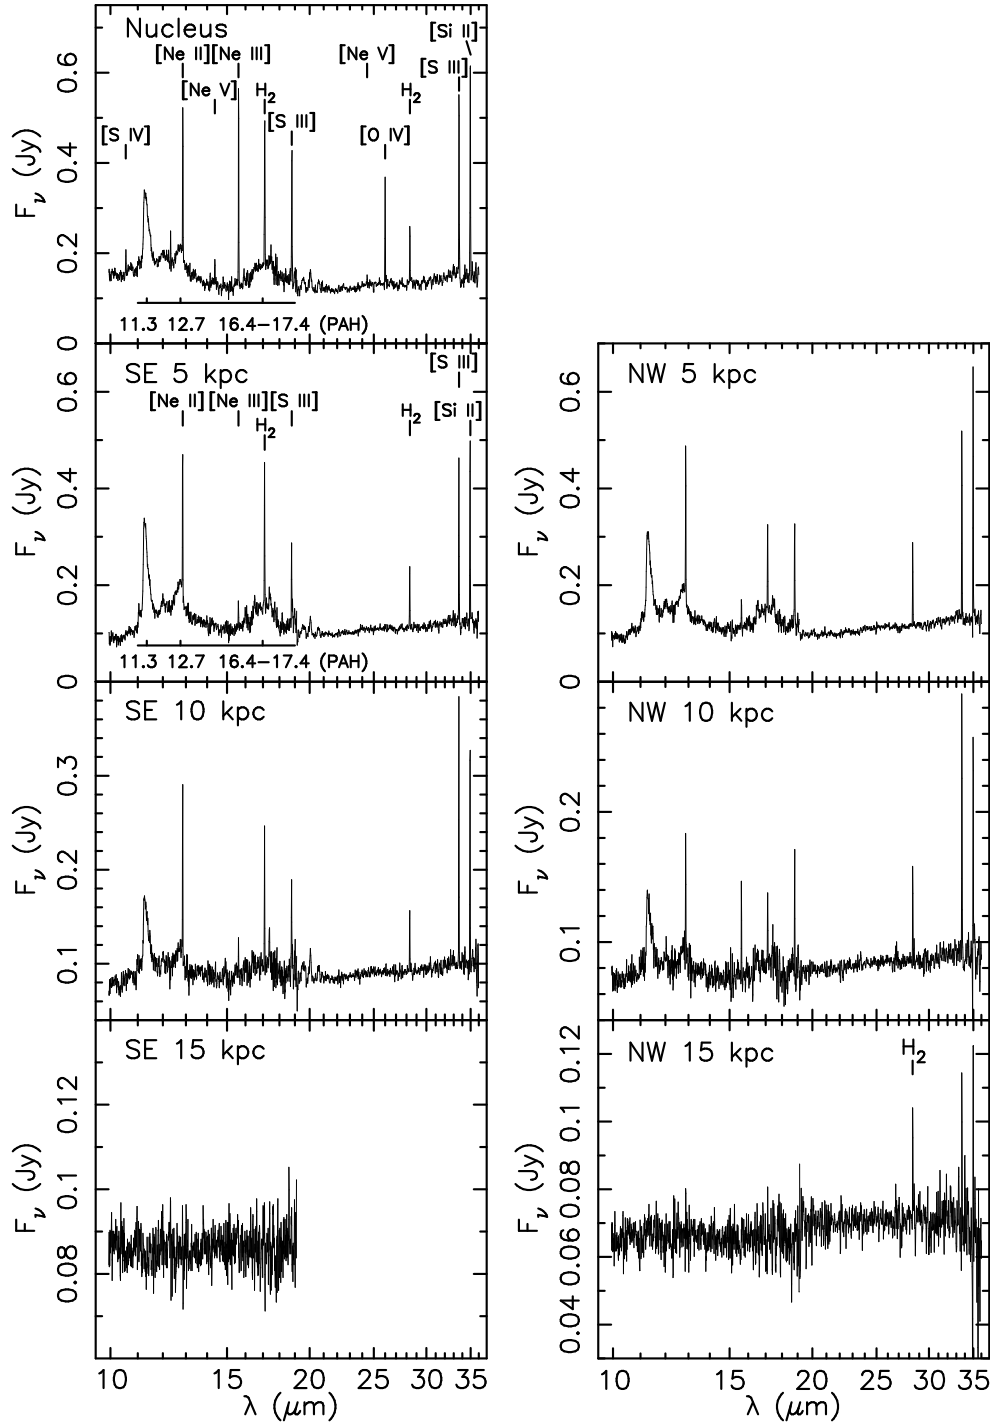 Nucleus
[Si II]
[Ne II][Ne III]
[Ne V]
[S III]
[Ne V]
H2
H2
[S IV]
[S III]
[O IV]
0.6
0.4
0.2
0
Fν (Jy)
11.3 12.7 16.4−17.4 (PAH)
SE 5 kpc
[S III]
[Ne II][Ne III][S III]
H2
H2
[Si II]
0.6
0.4
0.2
0
Fν (Jy)
11.3 12.7 16.4−17.4 (PAH)
NW 5 kpc
0.6
0.4
0.2
0
Fν (Jy)
SE 10 kpc
0.3
0.2
0.1
Fν (Jy)
NW 10 kpc
0.2
0.1
Fν (Jy)
SE 15 kpc
0.12
0.1
0.08
Fν (Jy)
10 15 20 25 30 35
λ (μm)
NW 15 kpc
H2
0.12
0.1
0.08
0.06
0.04
Fν (Jy)
10 15 20 25 30 35
λ (μm)